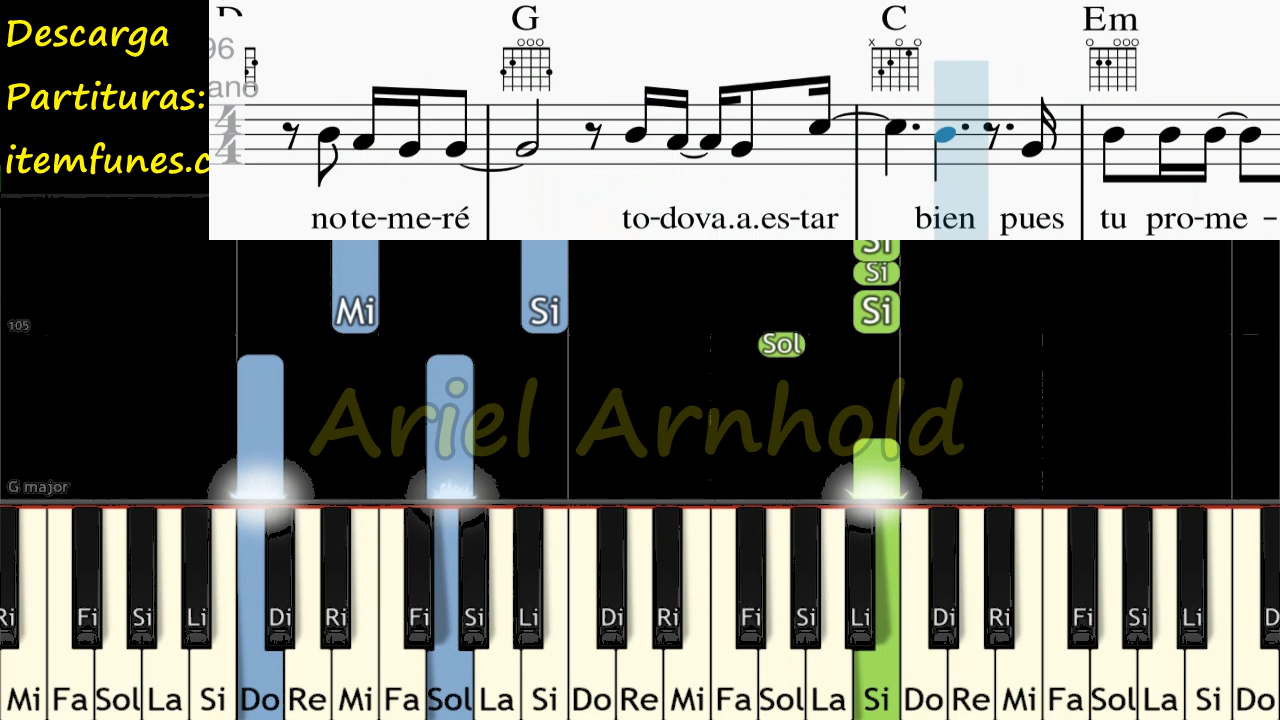 Descarga
Partituras:
itemfunes.c
D G C Em
96
ano
x o o o o o o o o o
no te-me-ré to-dova.a.es-tar bien pues tu pro-me -
Si
Si
Mi Si Si
105
Sol
Ariel Arnhold
G major
Ri Fi Si Li Di Ri Fi Si Li Di Ri Fi Si Li Di Ri Fi Si Li D
Mi Fa Sol La Si Do Re Mi Fa Sol La Si Do Re Mi Fa Sol La Si Do Re Mi Fa Sol La Si Do